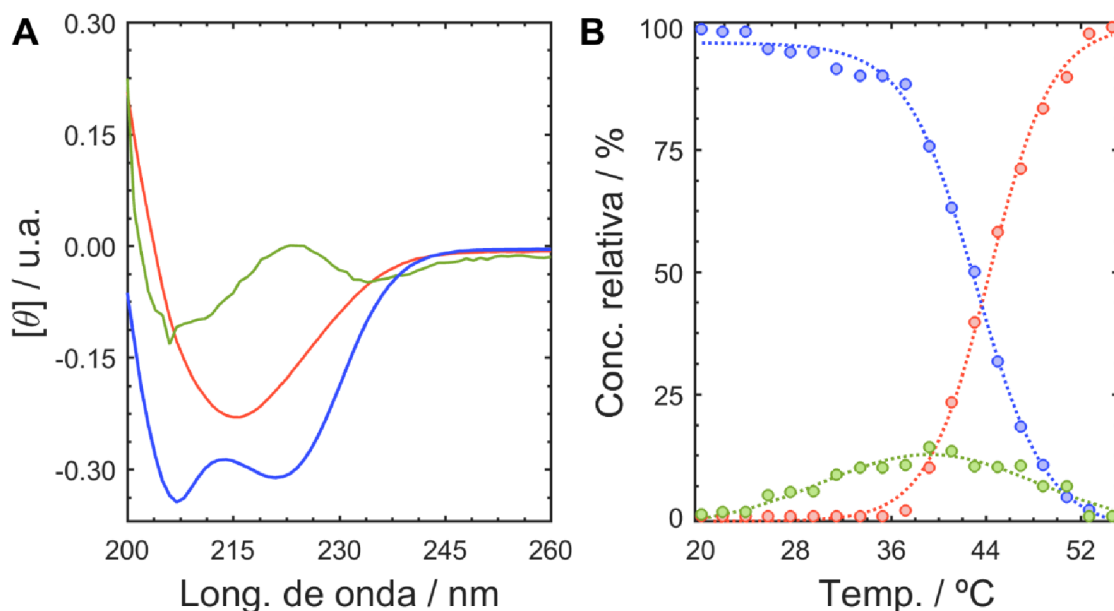 A
0.30
0.15
0.00
-0.15
-0.30
[θ] / u.a.
200 215 230 245 260
Long. de onda / nm
B
100
75
50
25
0
Conc. relativa / %
20 28 36 44 52
Temp. / ºC